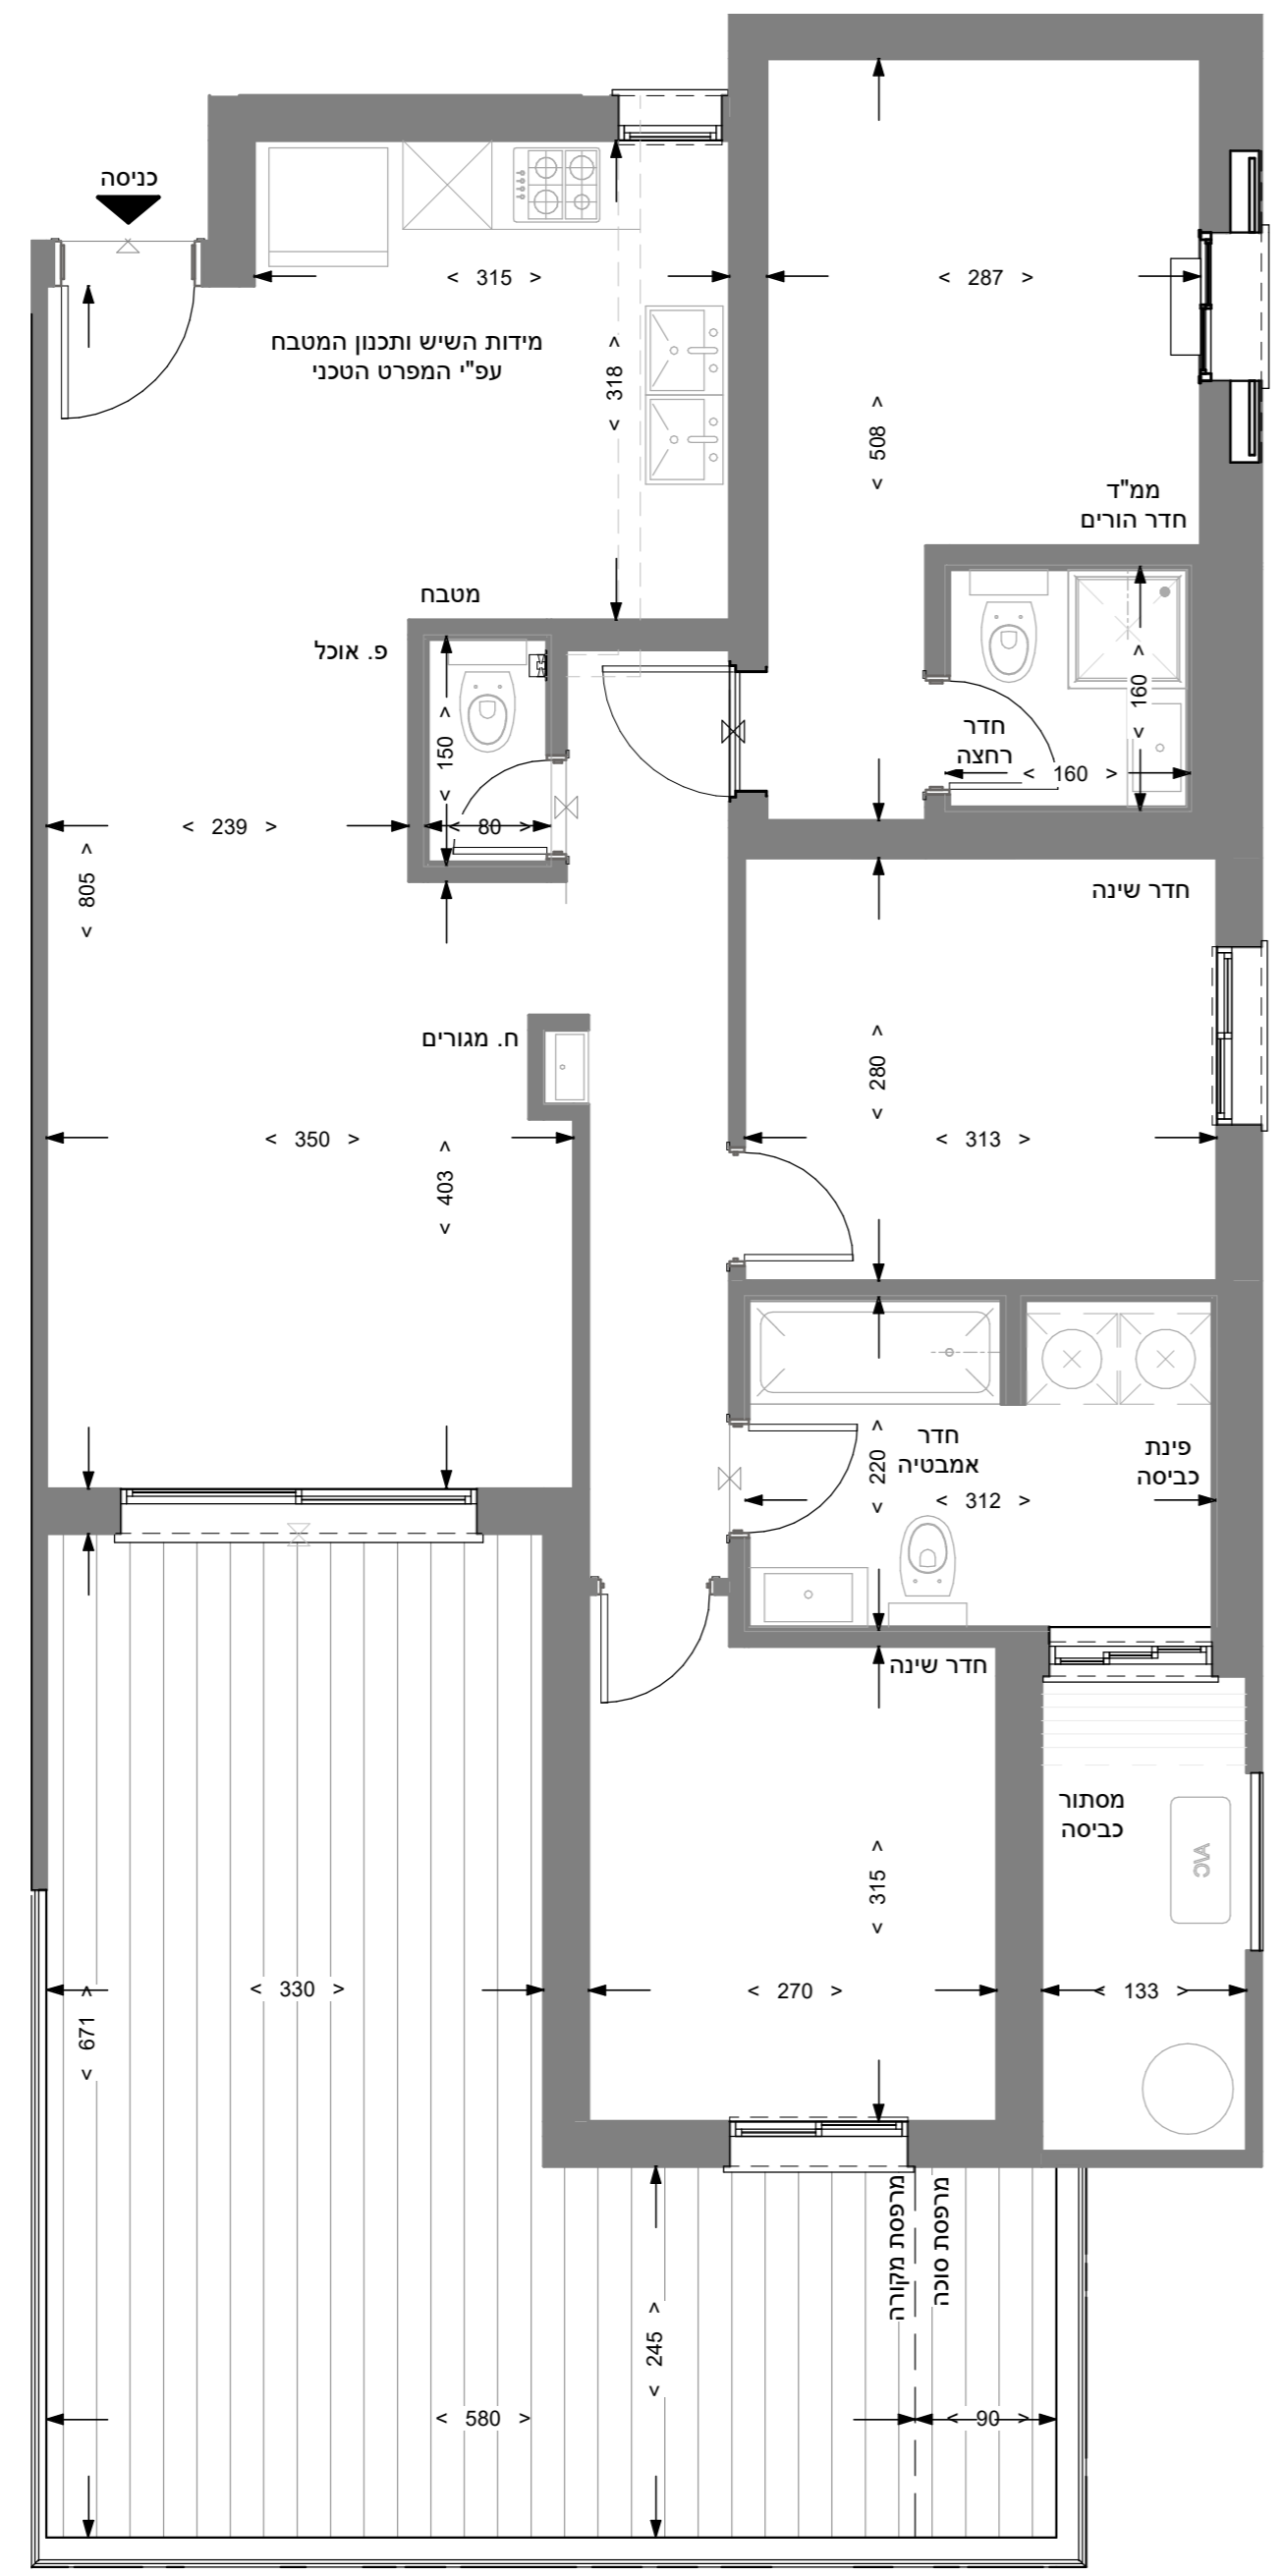 כניסה
< 315 >
< 287 >
מידות השיש ותכנון המטבח
עפ"י המפרט הטכני
< 318 >
< 508 >
ממ"ד
חדר הורים
מטבח
פ. אוכל
< 150 >
< 160 >
חדר
רחצה
< 160 >
< 239 >
< 80 >
< 805 >
חדר שינה
ח. מגורים
< 280 >
< 350 >
< 313 >
< 403 >
חדר
אמבטיה
פינת
כביסה
< 220 >
< 312 >
חדר שינה
מסתור
כביסה
A\C
< 315 >
< 330 >
< 270 >
< 133 >
< 671 >
מרפסת מקורה
מרפסת סוכה
< 245 >
< 580 >
< 90 >